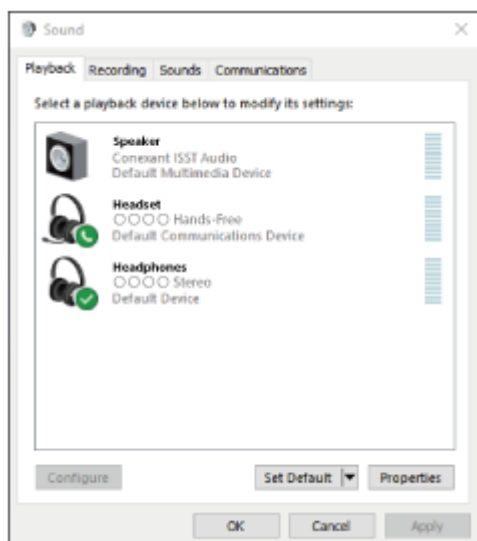 Sound
Playback Recording Sounds Communications
Select a playback device below to modify its settings:
Speaker
Conexant ISST Audio
Default Multimedia Device
Headset
○○○○ Hands-Free
Default Communications Device
Headphones
○○○○ Stereo
Default Device
Configure Set Default Properties
OK Cancel Apply